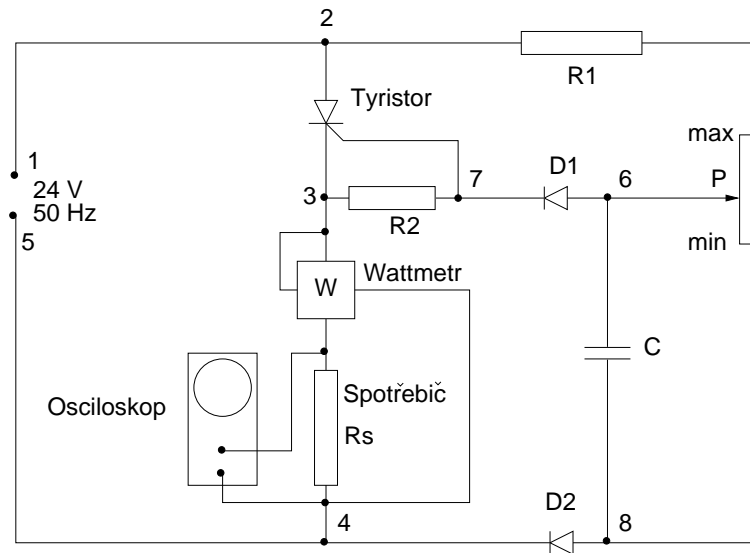 2
R1
Tyristor
max
1
D1
7
6
P
24 V
3
50 Hz
R2
5
min
W
Wattmetr
C
Spotřebič
Osciloskop
Rs
D2
4
8